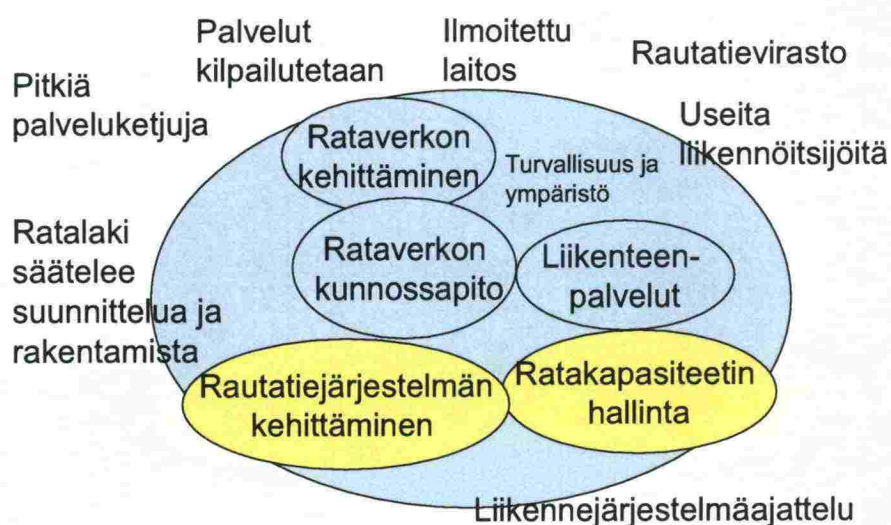 Palvelut
kilpailutetaan
Ilmoitettu
laitos
Rautatievirasto
Pitkiä
palveluketjuja
Useita
liikennöitsijöitä
Rataverkon
kehittäminen
Turvallisuus ja
ympäristö
Ratalaki
säätelee
suunnittelua ja
rakentamista
Rataverkon
kunnossapito
Liikenteen-
palvelut
Rautatiejärjestelmän
kehittäminen
Ratakapasiteetin
hallinta
Liikennejärjestelmäajattelu